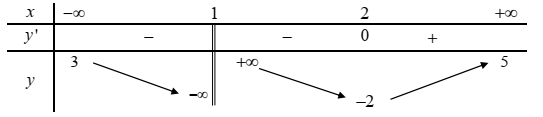 x −∞ 1 2 +∞
y' − − 0 +
3 +∞ 5
y
−∞ −2